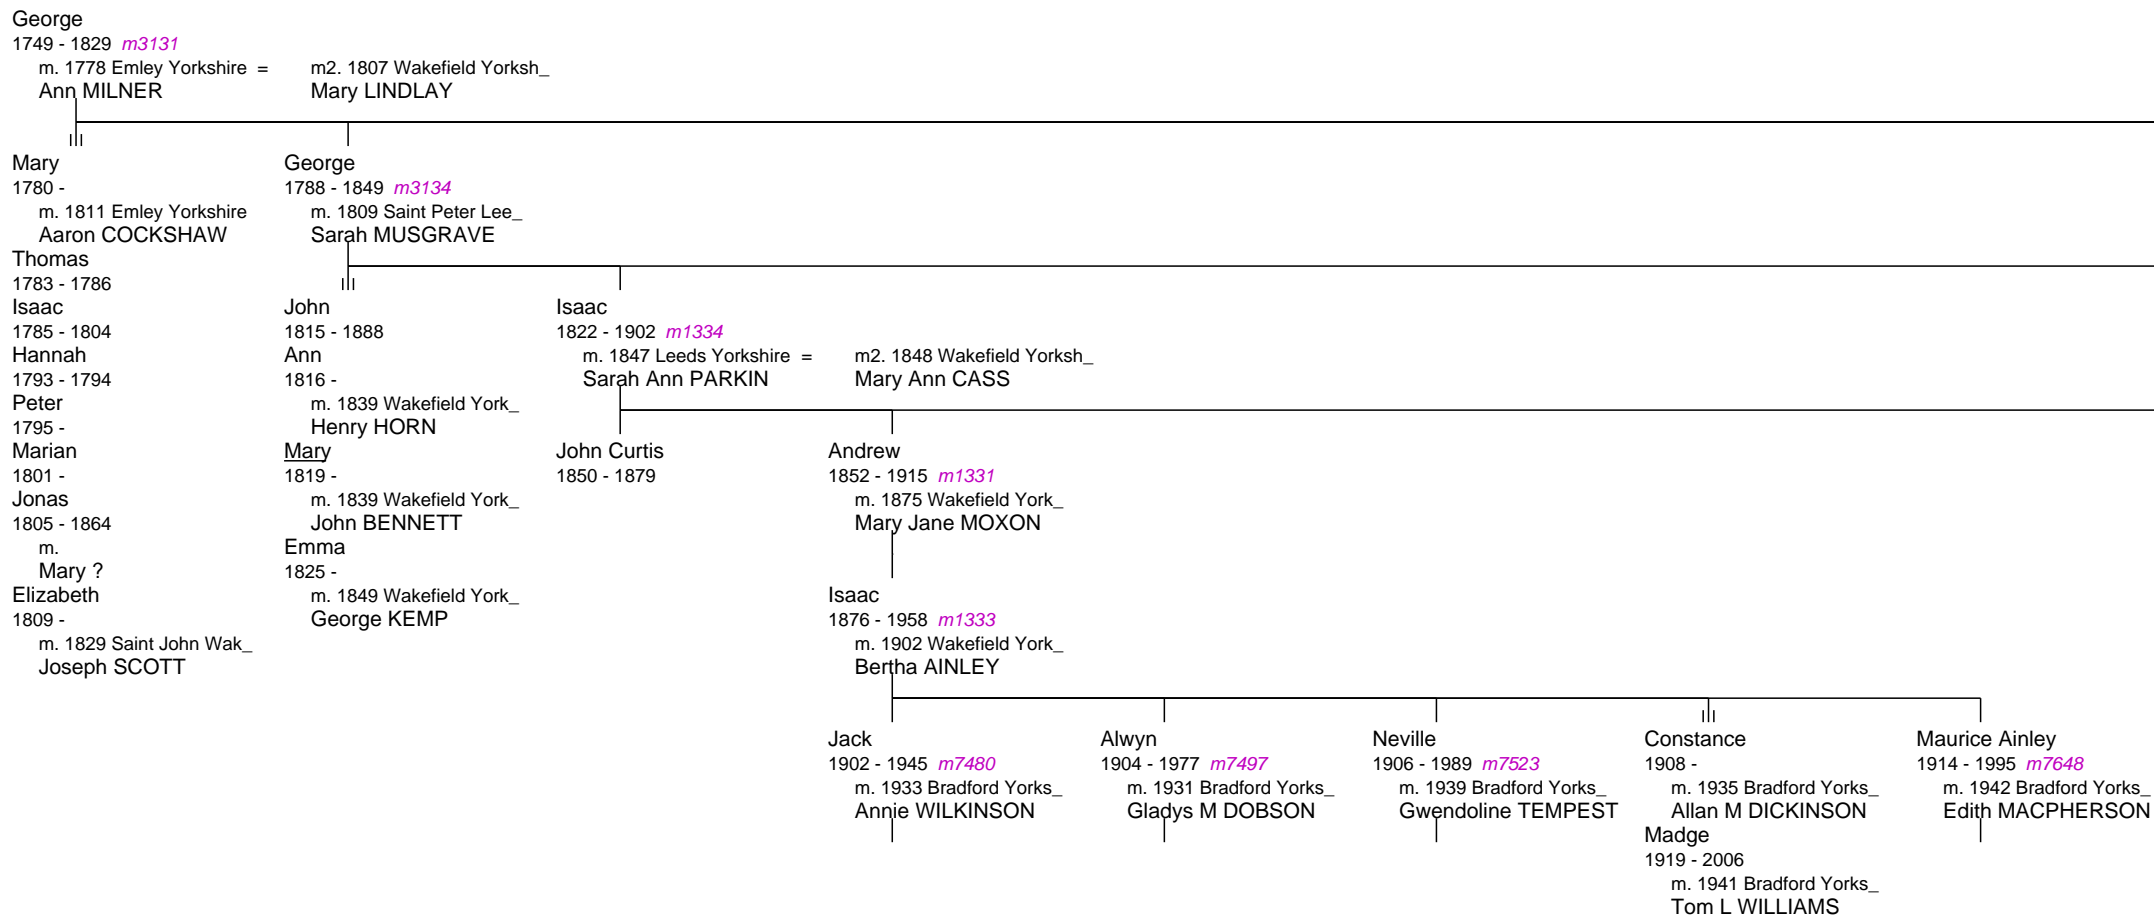 George
1749 - 1829 m3131
m. 1778 Emley Yorkshire = m2. 1807 Wakefield Yorksh_
Ann MILNER Mary LINDLAY
Mary
1780 -
m. 1811 Emley Yorkshire
Aaron COCKSHAW
Thomas
1783 - 1786
Isaac
1785 - 1804
Hannah
1793 - 1794
Peter
1795 -
Marian
1801 -
Jonas
1805 - 1864
m.
Mary ?
Elizabeth
1809 -
m. 1829 Saint John Wak_
Joseph SCOTT
George
1788 - 1849 m3134
m. 1809 Saint Peter Lee_
Sarah MUSGRAVE
John
1815 - 1888
Ann
1816 -
m. 1839 Wakefield York_
Henry HORN
Mary
1819 -
m. 1839 Wakefield York_
John BENNETT
Emma
1825 -
m. 1849 Wakefield York_
George KEMP
Isaac
1822 - 1902 m1334
m. 1847 Leeds Yorkshire = m2. 1848 Wakefield Yorksh_
Sarah Ann PARKIN Mary Ann CASS
John Curtis
1850 - 1879
Andrew
1852 - 1915 m1331
m. 1875 Wakefield York_
Mary Jane MOXON
Isaac
1876 - 1958 m1333
m. 1902 Wakefield York_
Bertha AINLEY
Jack
1902 - 1945 m7480
m. 1933 Bradford Yorks_
Annie WILKINSON
Alwyn
1904 - 1977 m7497
m. 1931 Bradford Yorks_
Gladys M DOBSON
Neville
1906 - 1989 m7523
m. 1939 Bradford Yorks_
Gwendoline TEMPEST
Constance
1908 -
m. 1935 Bradford Yorks_
Allan M DICKINSON
Madge
1919 - 2006
m. 1941 Bradford Yorks_
Tom L WILLIAMS
Maurice Ainley
1914 - 1995 m7648
m. 1942 Bradford Yorks_
Edith MACPHERSON